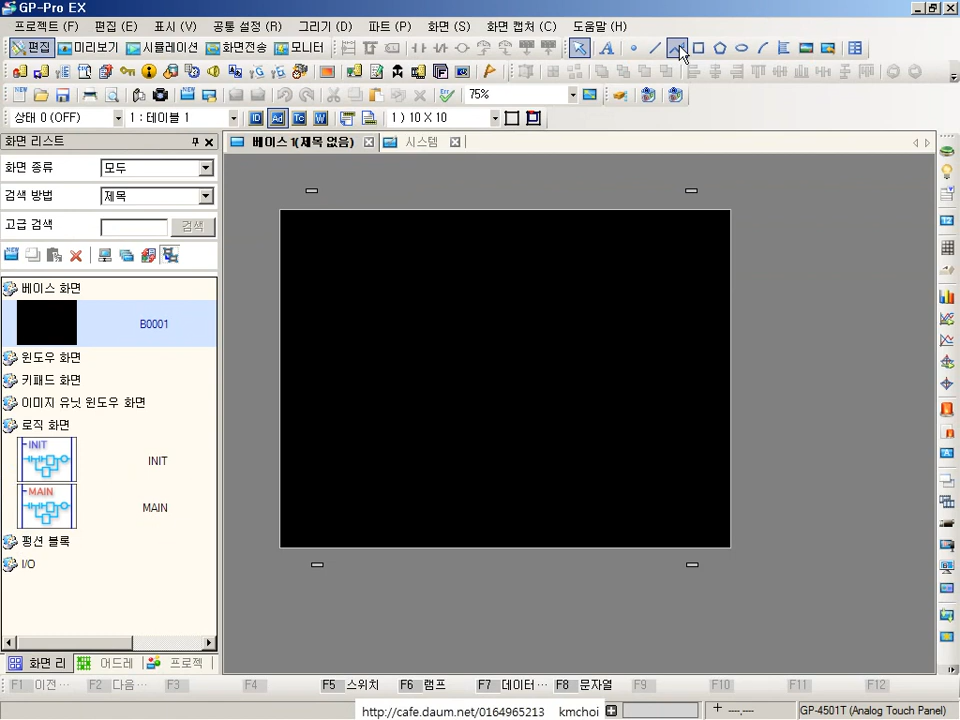 GP-Pro EX
프로젝트 (F) 편집 (E) 표시 (V) 공통 설정 (R) 그리기 (D) 파트 (P) 화면 (S) 화면 캡처 (C) 도움말 (H)
편집 미리보기 시뮬레이션 화면전송 모니터
75%
상태 0 (OFF) 1 : 테이블 1 ID Ad Tc W 1 ) 10 X 10
화면 리스트
베이스 1(제목 없음) 시스템
화면 종류 모두
검색 방법 제목
고급 검색 검색
베이스 화면
B0001
윈도우 화면
키패드 화면
이미지 유닛 윈도우 화면
로직 화면
INIT INIT
MAIN MAIN
펑션 블록
I/O
화면 리 어드레 프로젝
F1 이전··· F2 다음··· F3 F4 F5 스위치 F6 램프 F7 데이터··· F8 문자열 F9 F10 F11 F12
http://cafe.daum.net/0164965213 kmchoi ---,--- GP-4501T (Analog Touch Panel)